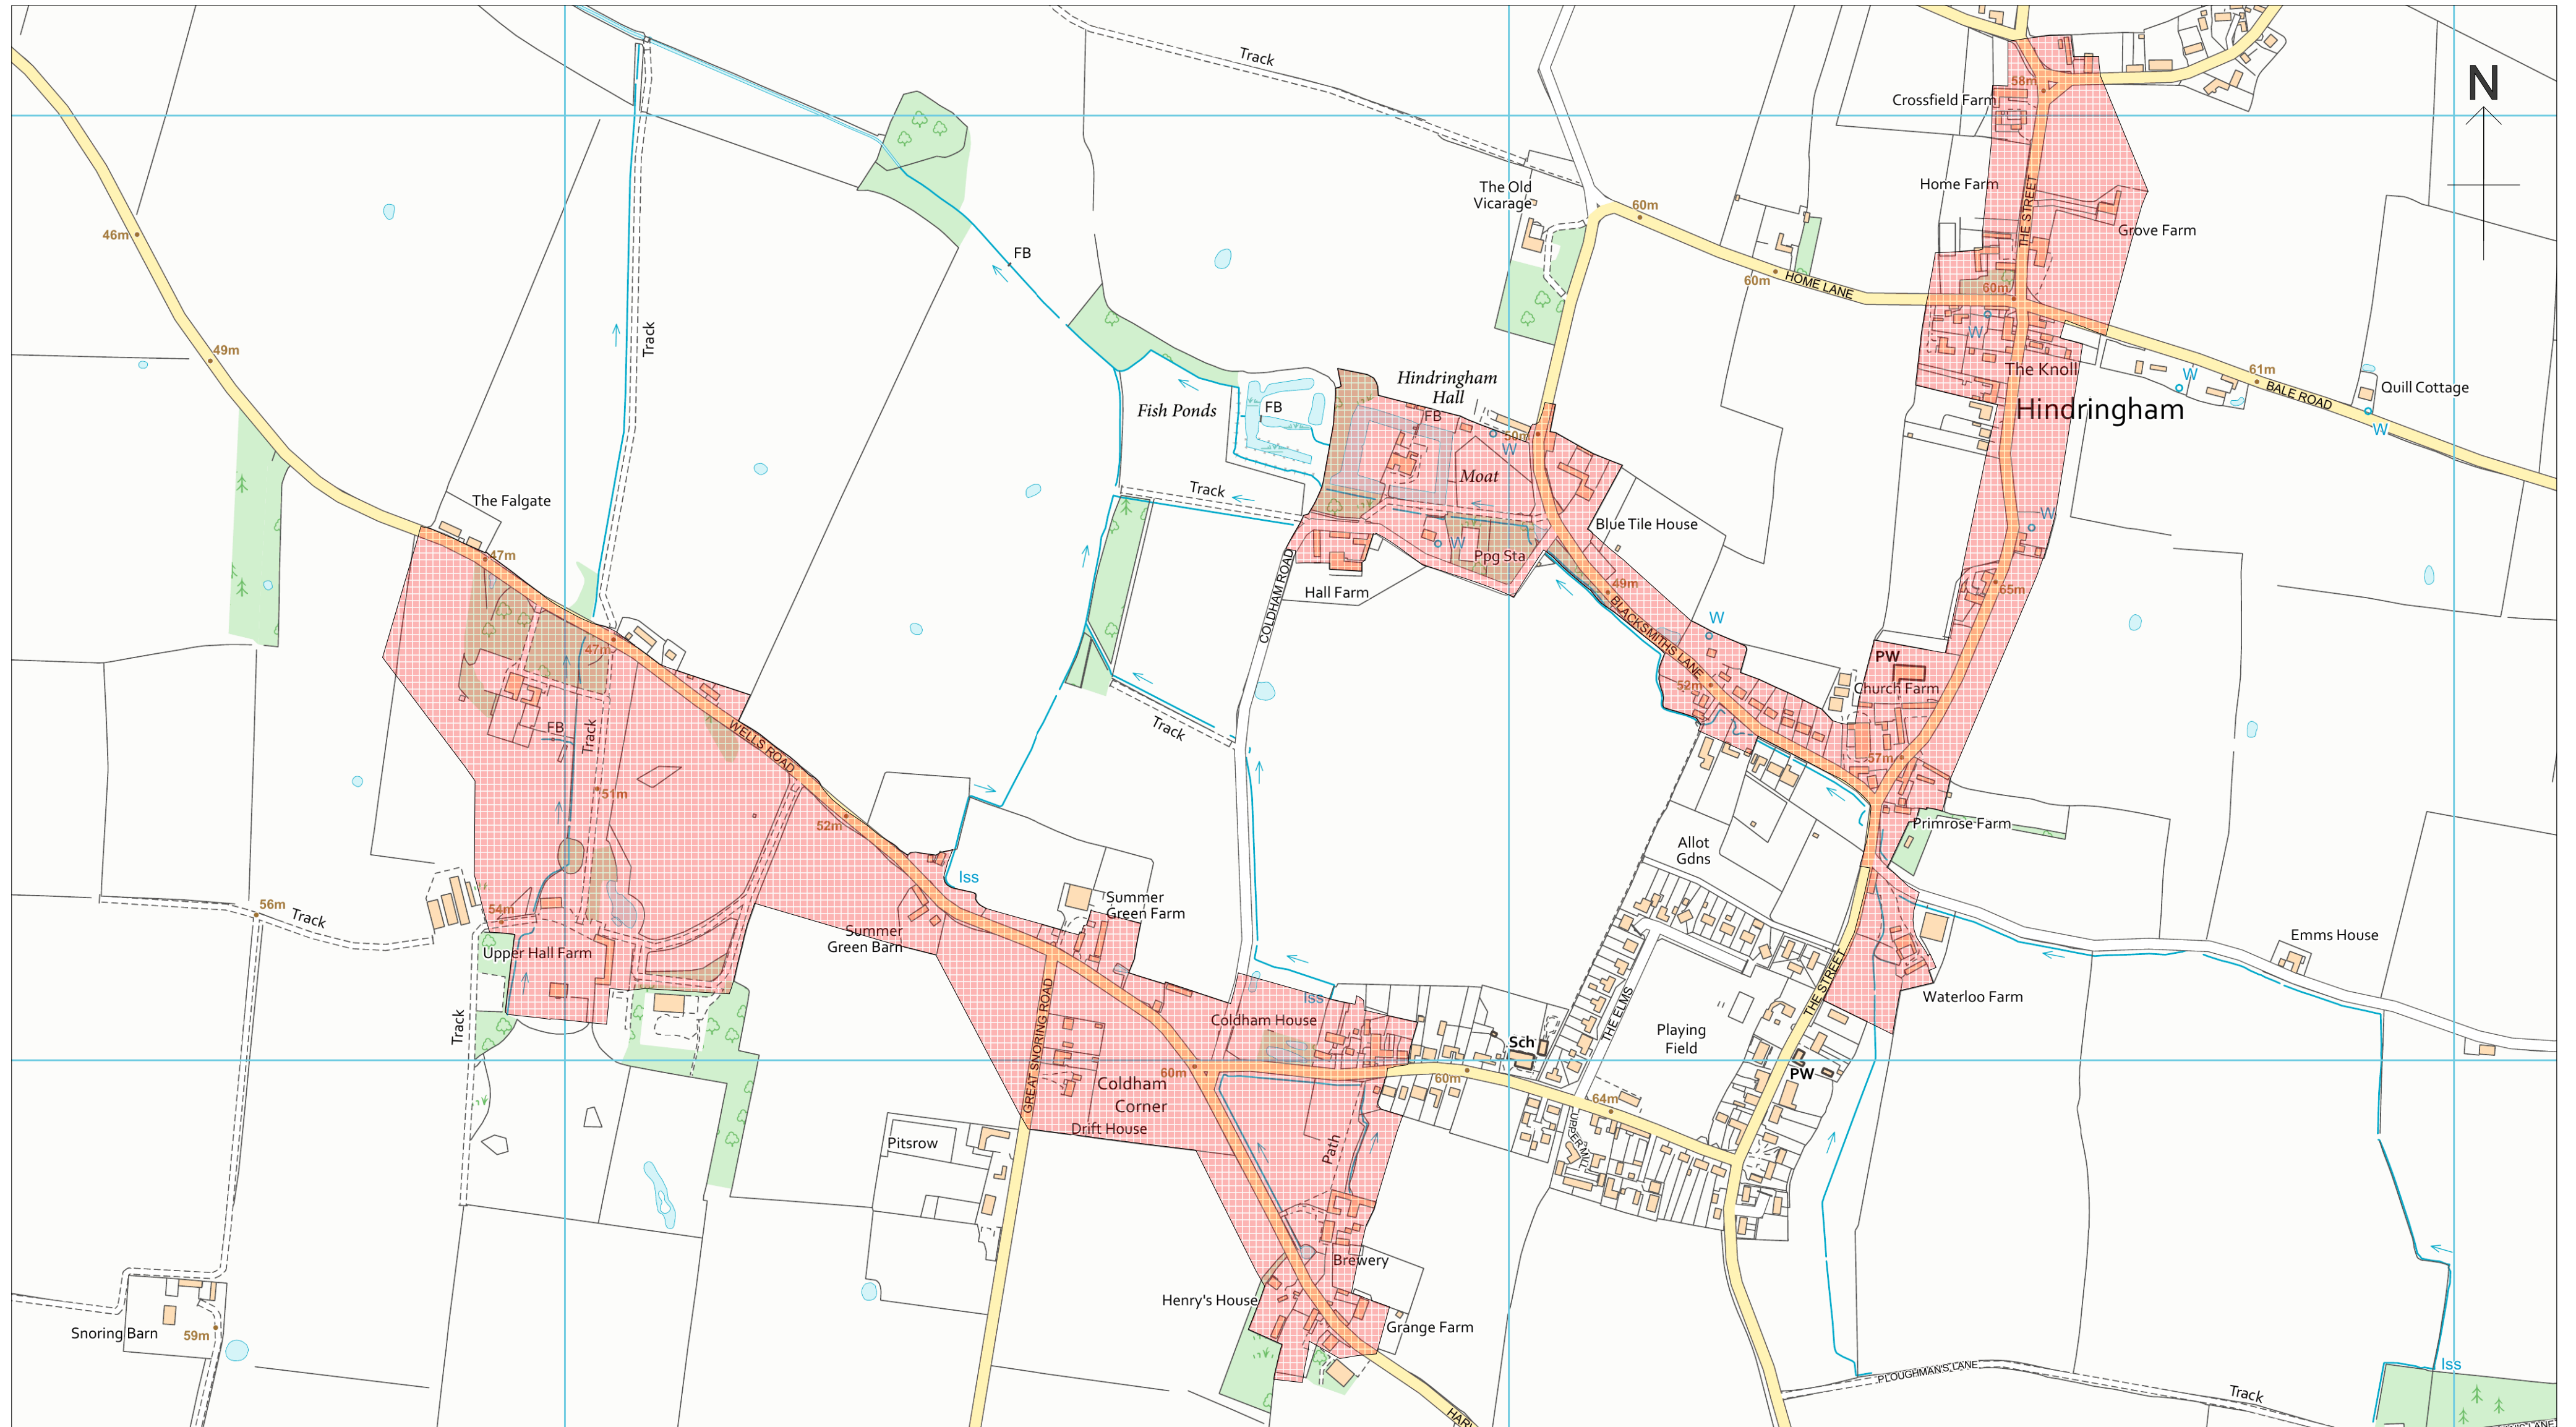 Track
N
58m
Crossfield Farm
The Old
Vicarage
60m
Home Farm
THE STREET
Grove Farm
46m
FB
60m
HOME LANE
60m
Track
W
49m
The Knoll
61m
W
BALE ROAD
Quill Cottage
W
Hindringham
Hall
Fish Ponds
FB
FB
50m
W
Hindringham
Moat
Track
The Falgate
W
Blue Tile House
47m
W
Ppg Sta
49m
65m
Hall Farm
COLDHAM ROAD
BLACKSMITHS LANE
W
47m
PW
52m
Church Farm
FB
Track
WELLS ROAD
Track
57m
51m
52m
Primrose Farm
Allot
Gdns
Iss
Summer
Green Farm
56m
Track
54m
Summer
Green Barn
Upper Hall Farm
Emms House
Waterloo Farm
THE STREET
Iss
Coldham House
THE ELMS
Playing
Field
Track
GREAT SNORING ROAD
Sch
60m
60m
PW
Coldham
Corner
64m
Drift House
UPPER MILL
Pitsrow
Path
Brewery
Henry's House
Grange Farm
Snoring Barn
59m
PLOUGHMAN'S LANE
Iss
Track